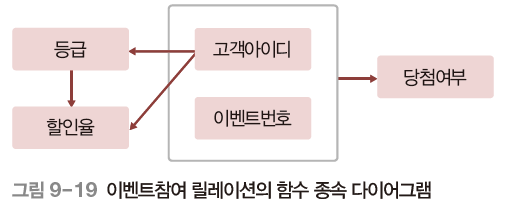 등급
고객아이디
당첨여부
할인율
이벤트번호
그림 9-19 이벤트참여 릴레이션의 함수 종속 다이어그램